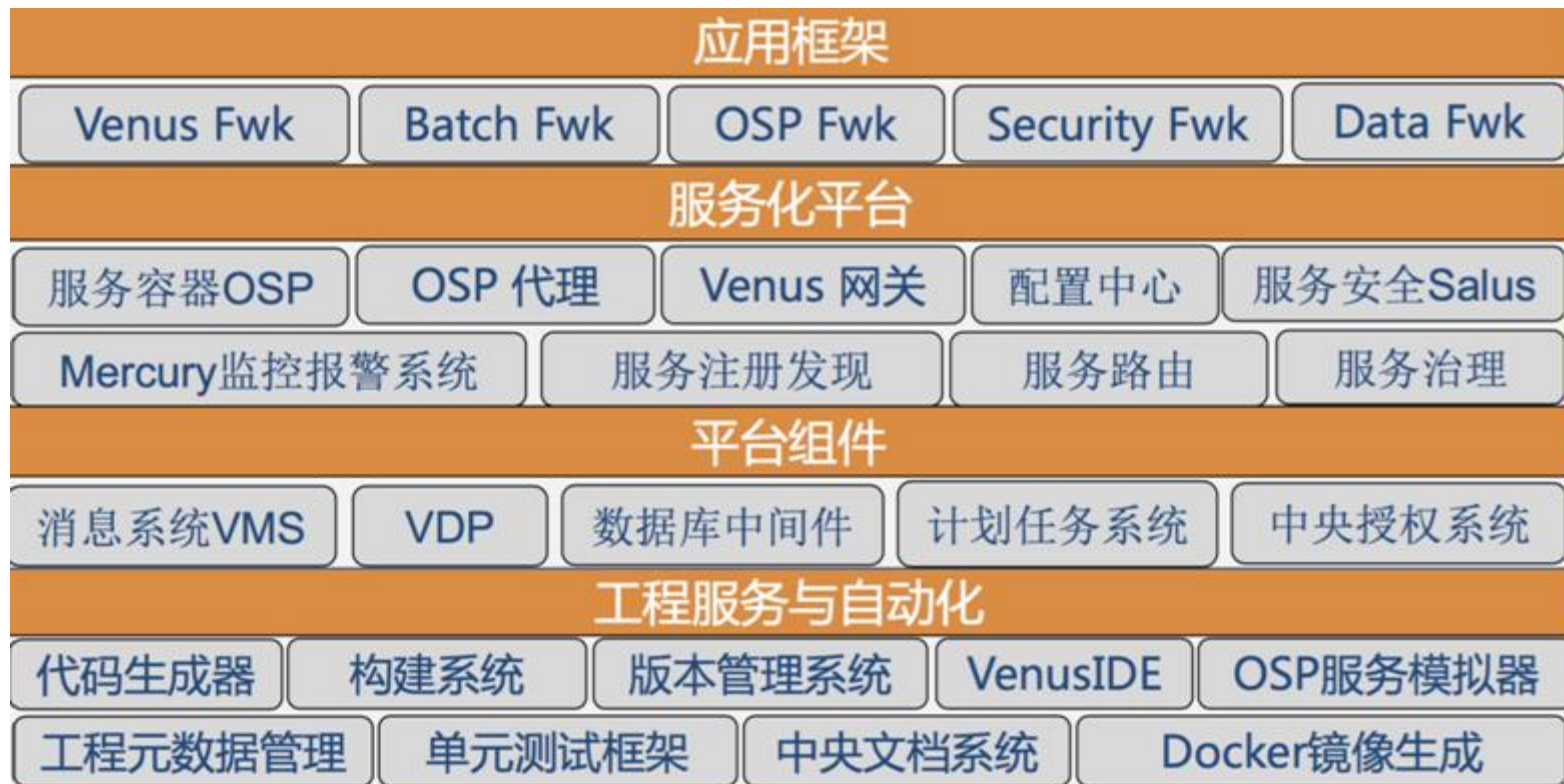 应用框架
Venus Fwk Batch Fwk OSP Fwk Security Fwk Data Fwk
服务化平台
服务容器OSP OSP 代理 Venus 网关 配置中心 服务安全Salus
Mercury监控报警系统 服务注册发现 服务路由 服务治理
平台组件
消息系统VMS VDP 数据库中间件 计划任务系统 中央授权系统
工程服务与自动化
代码生成器 构建系统 版本管理系统 VenusIDE OSP服务模拟器
工程元数据管理 单元测试框架 中央文档系统 Docker镜像生成